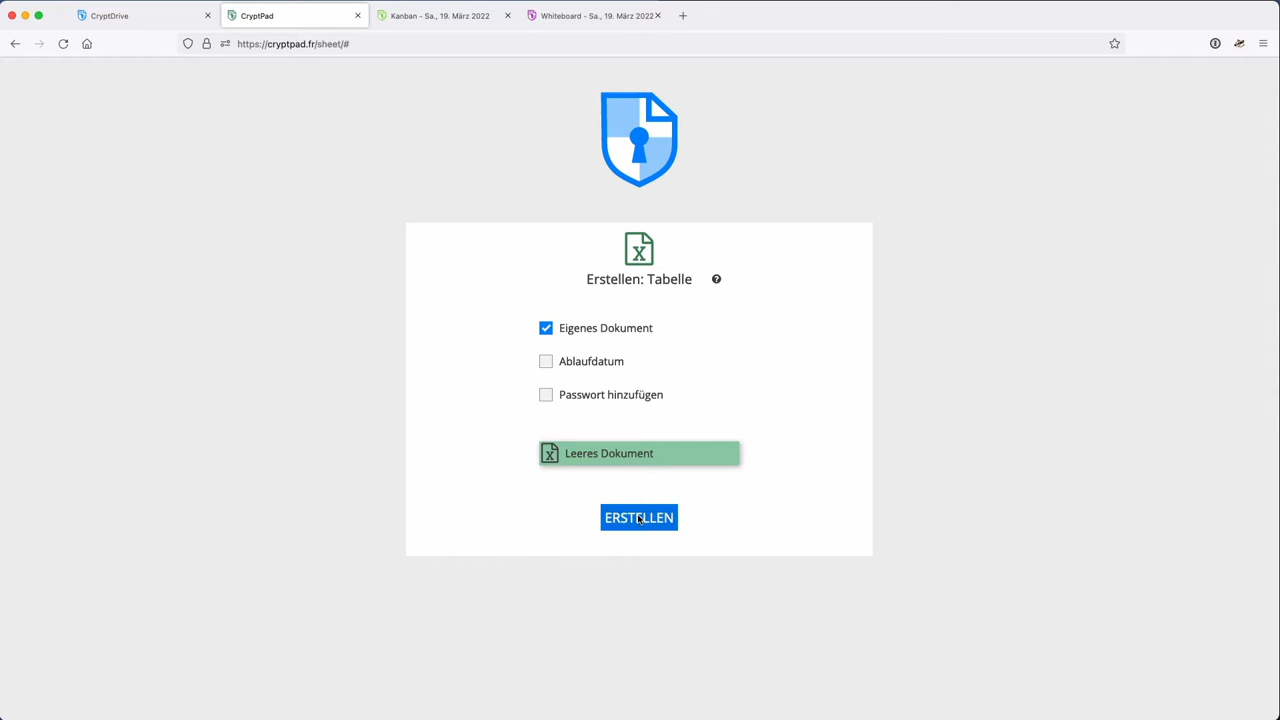 CryptDrive
CryptPad
Kanban - Sa., 19. März 2022
Whiteboard - Sa., 19. März 2022
https://cryptpad.fr/sheet/#
X
Erstellen: Tabelle
?
Eigenes Dokument
Ablaufdatum
Passwort hinzufügen
X Leeres Dokument
ERSTELLEN